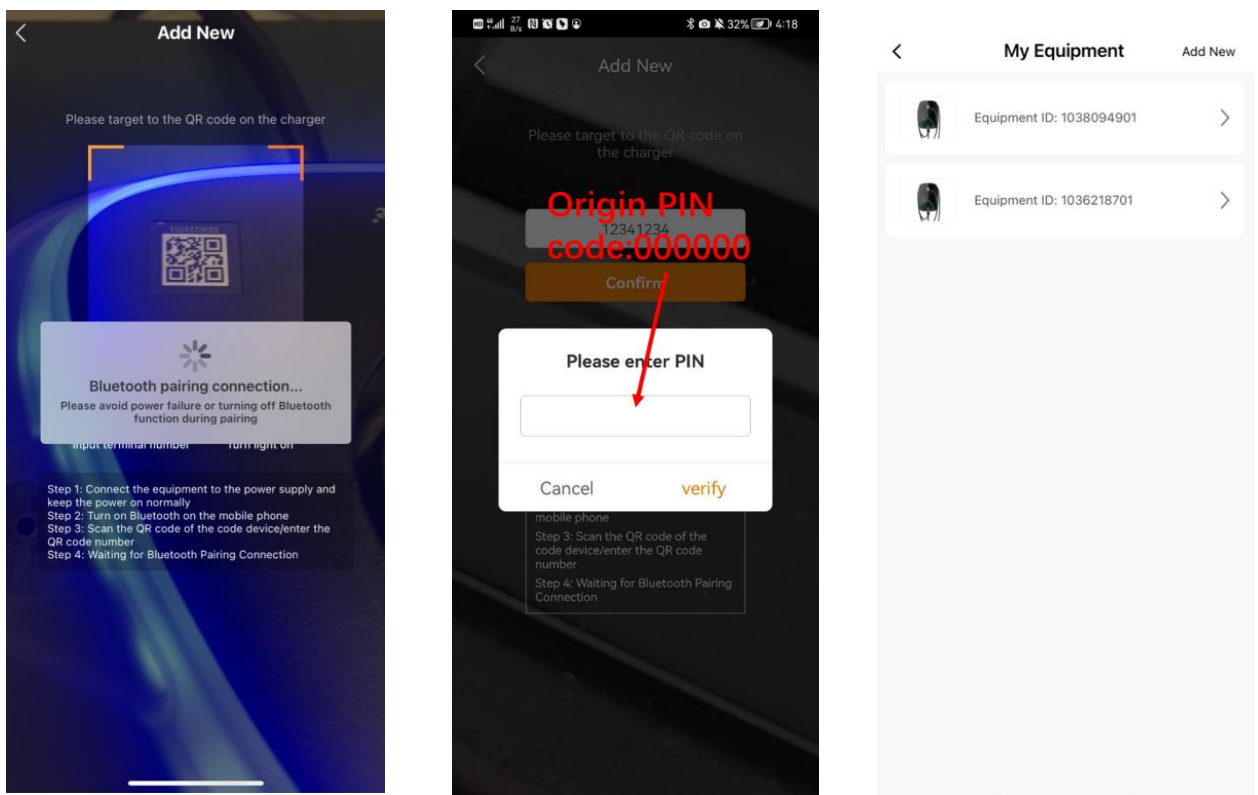 Add New
Please target to the QR code on the charger
Bluetooth pairing connection...
Please avoid power failure or turning off Bluetooth
function during pairing
Input terminal number Turn light on
Step 1: Connect the equipment to the power supply and
keep the power on normally
Step 2: Turn on Bluetooth on the mobile phone
Step 3: Scan the QR code of the code device/enter the
QR code number
Step 4: Waiting for Bluetooth Pairing Connection
27
B/s
32%
4:18
Add New
Please target to the QR code on
the charger
Origin PIN
code:000000
12341234
Confirm
Please enter PIN
Cancel verify
mobile phone
Step 3: Scan the QR code of the
code device/enter the QR code
number
Step 4: Waiting for Bluetooth Pairing
Connection
My Equipment Add New
Equipment ID: 1038094901
Equipment ID: 1036218701